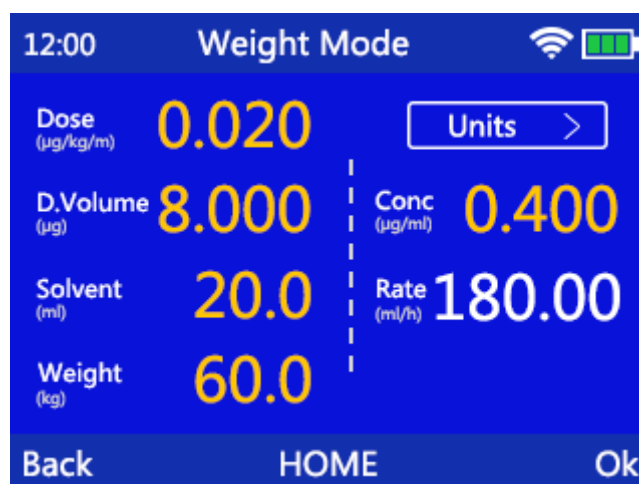 12:00 Weight Mode
Dose 0.020 Units >
(μg/kg/m)
D.Volume 8.000 Conc 0.400
(μg) (μg/ml)
Solvent 20.0 Rate 180.00
(ml) (ml/h)
Weight 60.0
(kg)
Back HOME Ok